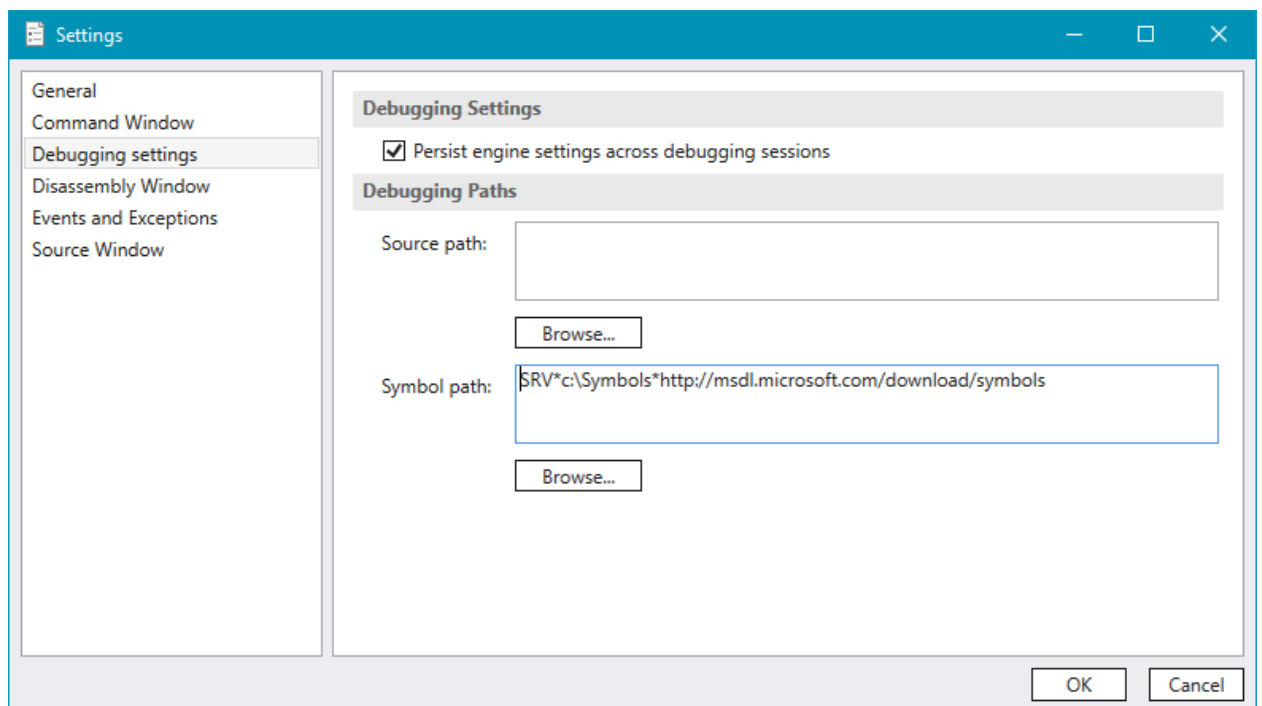 Settings
General
Command Window
Debugging settings
Disassembly Window
Events and Exceptions
Source Window
Debugging Settings
Persist engine settings across debugging sessions
Debugging Paths
Source path:
Browse...
Symbol path:
SRV*c:\Symbols*http://msdl.microsoft.com/download/symbols
Browse...
OK
Cancel